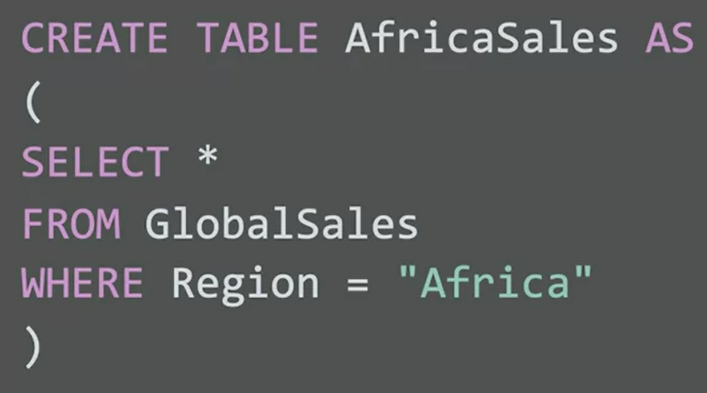 CREATE TABLE AfricaSales AS
(
SELECT *
FROM GlobalSales
WHERE Region = "Africa"
)